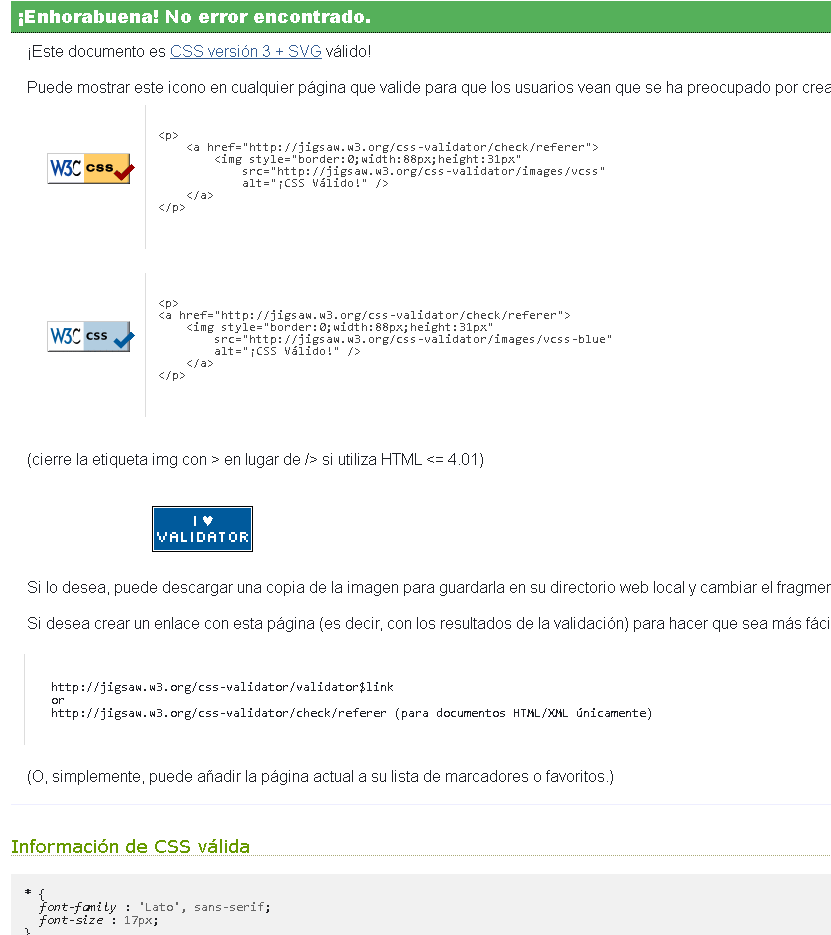 ¡Enhorabuena! No error encontrado.
¡Este documento es CSS versión 3 + SVG válido!
Puede mostrar este icono en cualquier página que valide para que los usuarios vean que se ha preocupado por crea
<p>
<a href="http://jigsaw.w3.org/css-validator/check/referer">
<img style="border:0;width:88px;height:31px"
src="http://jigsaw.w3.org/css-validator/images/vcss"
alt="¡CSS Válido!" />
</a>
</p>
W3C css
<p>
<a href="http://jigsaw.w3.org/css-validator/check/referer">
<img style="border:0;width:88px;height:31px"
src="http://jigsaw.w3.org/css-validator/images/vcss-blue"
alt="¡CSS Válido!" />
</a>
</p>
W3C css
(cierre la etiqueta img con > en lugar de /> si utiliza HTML <= 4.01)
I ♥
VALIDATOR
Si lo desea, puede descargar una copia de la imagen para guardarla en su directorio web local y cambiar el fragmen
Si desea crear un enlace con esta página (es decir, con los resultados de la validación) para hacer que sea más fáci
http://jigsaw.w3.org/css-validator/validator$link
or
http://jigsaw.w3.org/css-validator/check/referer (para documentos HTML/XML únicamente)
(O, simplemente, puede añadir la página actual a su lista de marcadores o favoritos.)
Información de CSS válida
* {
font-family : 'Lato', sans-serif;
font-size : 17px;
}